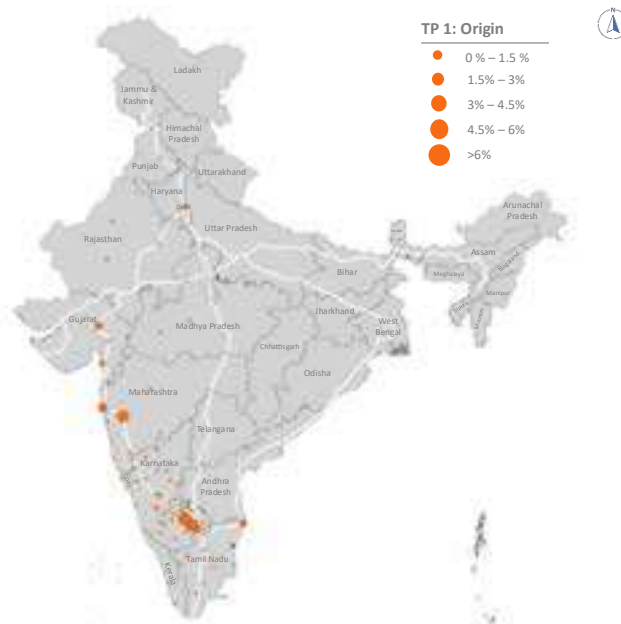 TP 1: Origin
0 % – 1.5 %
1.5% – 3%
3% – 4.5%
4.5% – 6%
>6%
Ladakh
Jammu &
Kashmir
Himachal
Pradesh
Punjab
Uttarakhand
Haryana
Arunachal
Pradesh
Rajasthan
Uttar Pradesh
Assam
Nagaland
Bihar
Meghalaya
Manipur
Gujarat
Madhya Pradesh
Jharkhand
West
Bengal
Chhattisgarh
Odisha
Maharashtra
Telangana
Karnataka
Andhra
Pradesh
Tamil Nadu
Kerala